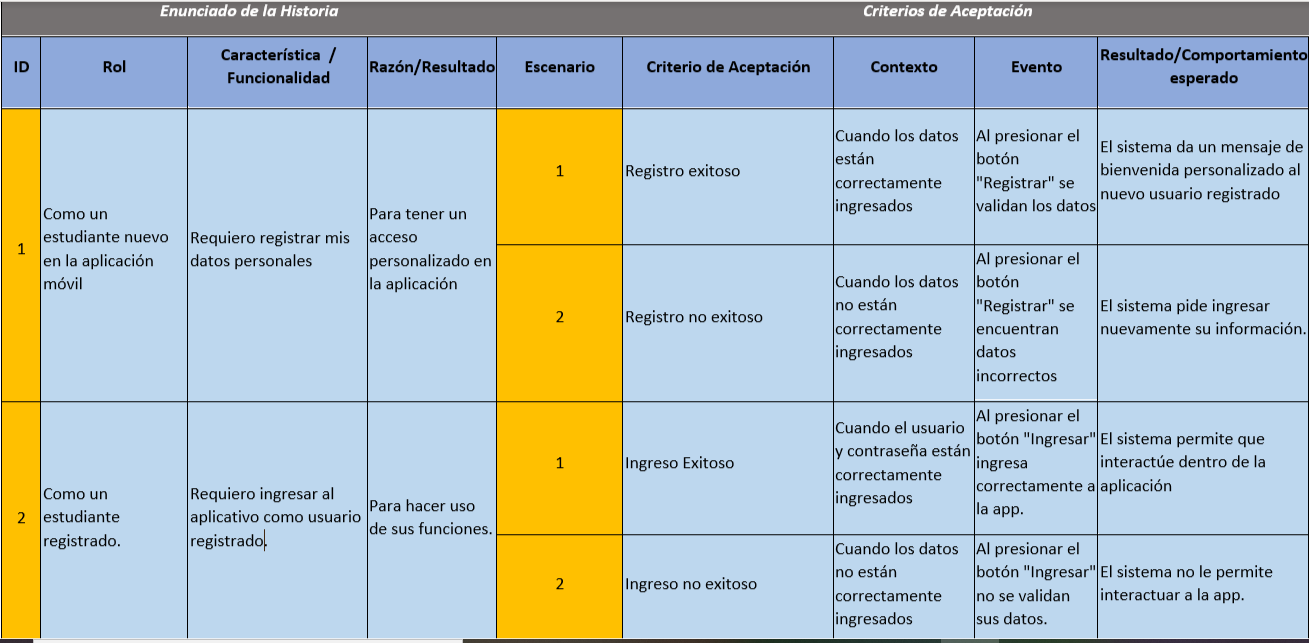 Enunciado de la Historia
Criterios de Aceptación
ID
Rol
Característica /
Funcionalidad
Razón/Resultado
Escenario
Criterio de Aceptación
Contexto
Evento
Resultado/Comportamiento
esperado
1
Como un
estudiante nuevo
en la aplicación
móvil
Requiero registrar mis
datos personales
Para tener un
acceso
personalizado en
la aplicación
1
Registro exitoso
Cuando los datos
están
correctamente
ingresados
Al presionar el
botón
"Registrar" se
validan los datos
El sistema da un mensaje de
bienvenida personalizado al
nuevo usuario registrado
2
Registro no exitoso
Cuando los datos
no están
correctamente
ingresados
Al presionar el
botón
"Registrar" se
encuentran
datos
incorrectos
El sistema pide ingresar
nuevamente su información.
2
Como un
estudiante
registrado.
Requiero ingresar al
aplicativo como usuario
registrado.
Para hacer uso
de sus funciones.
1
Ingreso Exitoso
Cuando el usuario
y contraseña están
correctamente
ingresados
Al presionar el
botón "Ingresar"
ingresa
correctamente a
la app.
El sistema permite que
interactúe dentro de la
aplicación
2
Ingreso no exitoso
Cuando los datos
no están
correctamente
ingresados
Al presionar el
botón "Ingresar"
no se validan
sus datos.
El sistema no le permite
interactuar a la app.